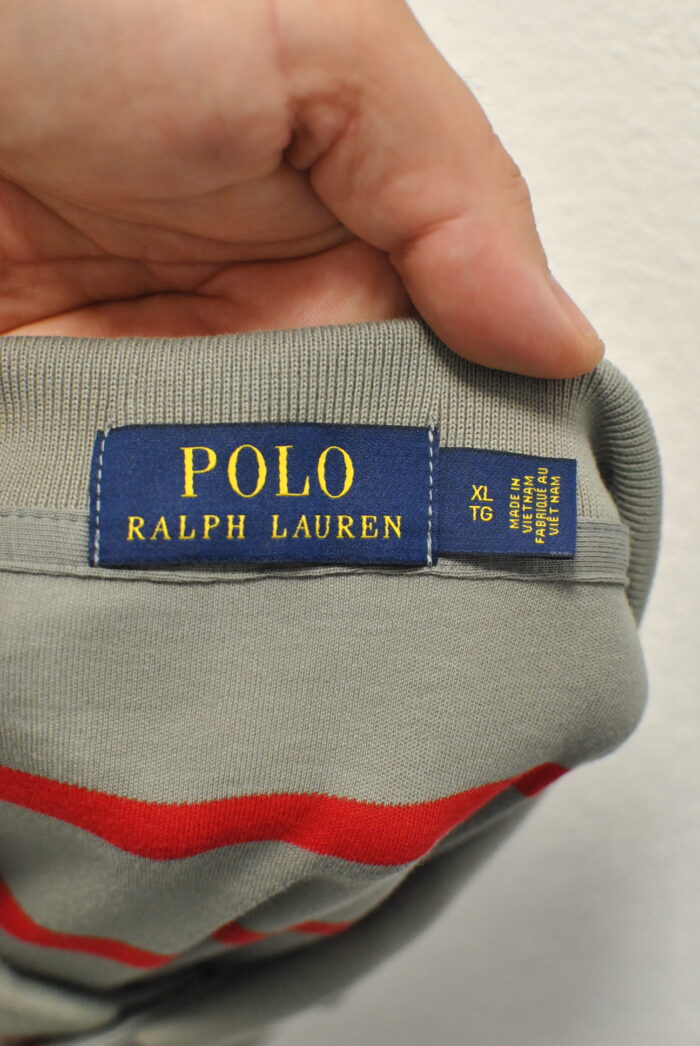 POLO
RALPH LAUREN
XL
TG
MADE IN
VIETNAM
FABRIQUÉ AU
VIÊT NAM